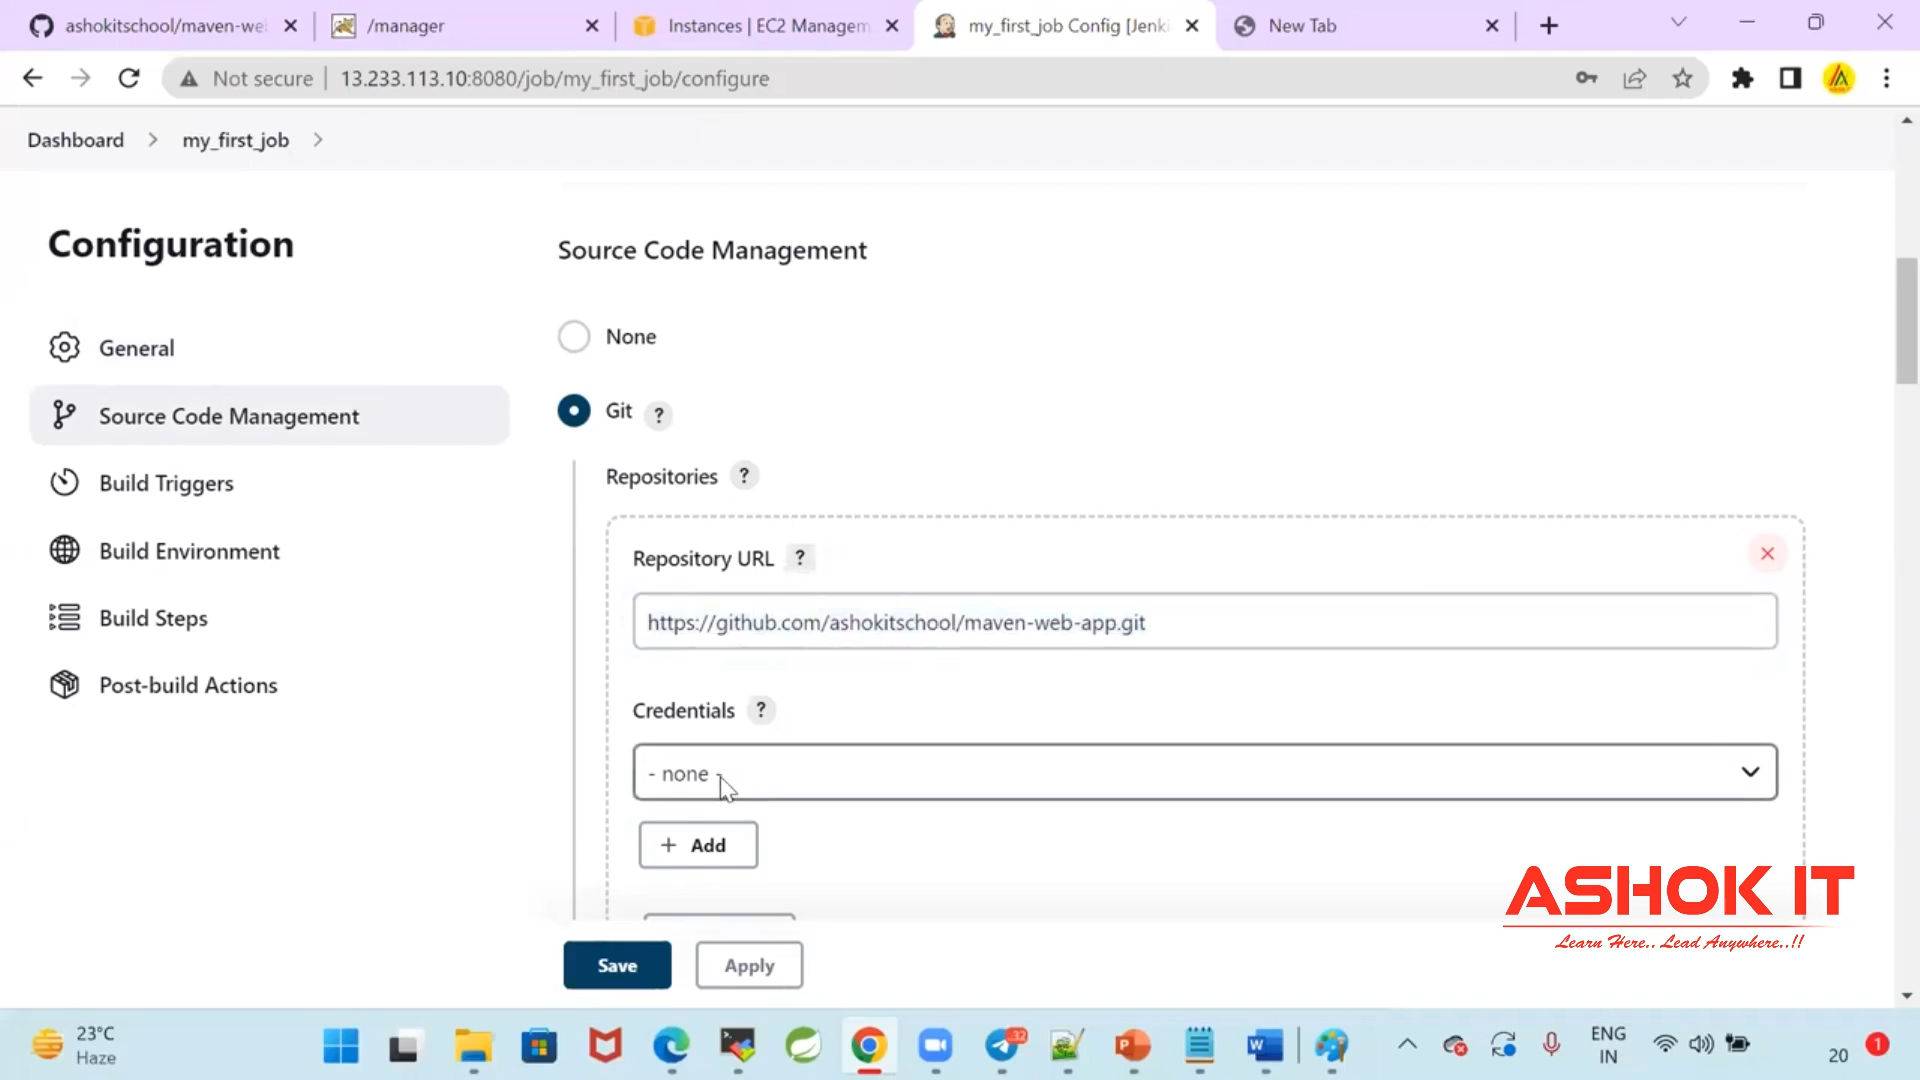 ashokitschool/maven-we
/manager
Instances | EC2 Managem
my_first_job Config [Jenki
New Tab
Not secure
13.233.113.10:8080/job/my_first_job/configure
Dashboard
my_first_job
Configuration
General
Source Code Management
Build Triggers
Build Environment
Build Steps
Post-build Actions
Source Code Management
None
Git ?
Repositories ?
Repository URL ?
https://github.com/ashokitschool/maven-web-app.git
Credentials ?
- none -
+ Add
Save
Apply
ASHOK IT
Learn Here.. Lead Anywhere..!!
23°C
Haze
32
ENG
IN
20
1